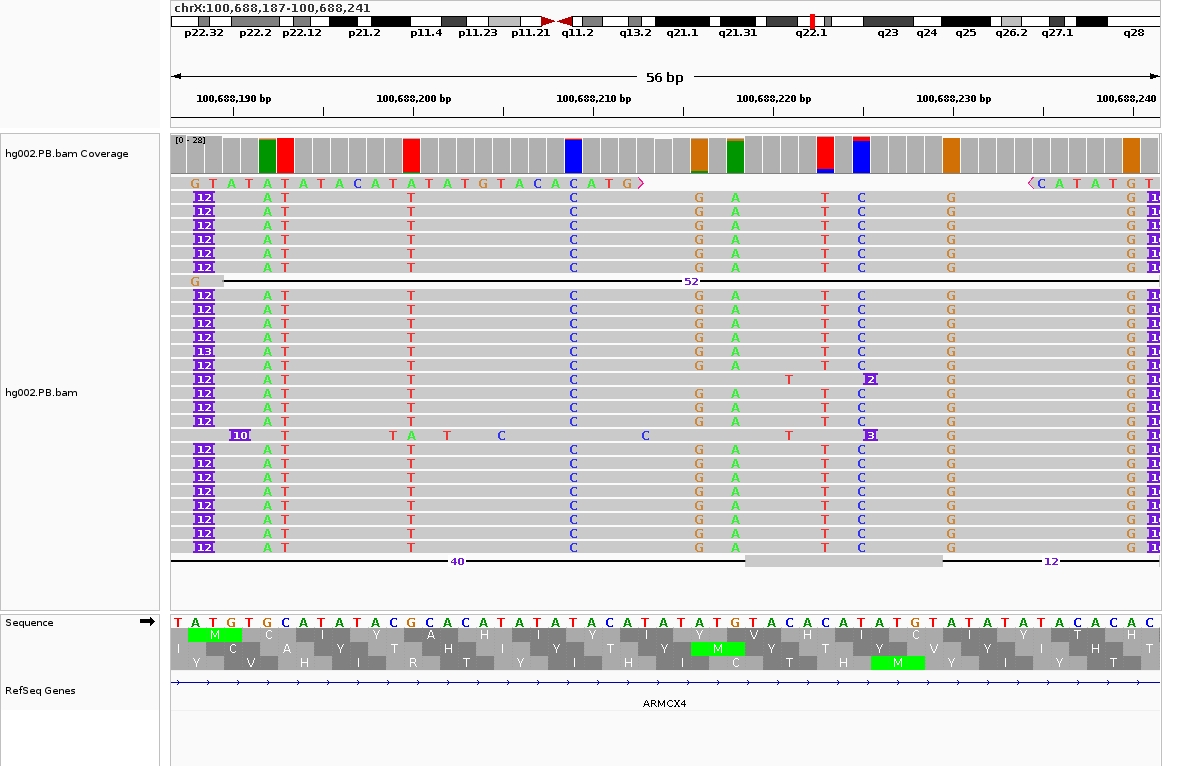 chrX:100,688,187-100,688,241
p22.32 p22.2 p22.12 p21.2 p11.4 p11.23 p11.21 q11.2 q13.2 q21.1 q21.31 q22.1 q23 q24 q25 q26.2 q27.1 q28
56 bp
100,688,190 bp 100,688,200 bp 100,688,210 bp 100,688,220 bp 100,688,230 bp 100,688,240
hg002.PB.bam Coverage
[0 - 28]
G T A T A T A T A C A T A T A T G T A C A C A T G C A T A T G T
12 A T T C G A T C G G 1
12 A T T C G A T C G G 1
12 A T T C G A T C G G 1
12 A T T C G A T C G G 1
12 A T T C G A T C G G 1
12 A T T C G A T C G G 1
G 52
12 A T T C G A T C G G 1
12 A T T C G A T C G G 1
12 A T T C G A T C G G 1
12 A T T C G A T C G G 1
13 A T T C G A T C G G 1
12 A T T C G A T C G G 1
12 A T T C T 2 G G 1
hg002.PB.bam
12 A T T C G A T C G G 1
12 A T T C G A T C G G 1
12 A T T C G A T C G G 1
10 T T A T C C T 3 G G 1
12 A T T C G A T C G G 1
12 A T T C G A T C G G 1
12 A T T C G A T C G G 1
12 A T T C G A T C G G 1
12 A T T C G A T C G G 1
12 A T T C G A T C G G 1
12 A T T C G A T C G G 1
12 A T T C G A T C G G 1
40 12
Sequence
T A T G T G C A T A T A C G C A C A T A T A T A C A T A T A T G T A C A C A T A T G T A T A T A T A C A C A C
M C I Y A H I Y I Y V H I C I Y T H
I C A Y T H I Y T Y M Y T Y V Y I H T
Y V H I R T Y I H I C T H M Y I Y T
RefSeq Genes
ARMCX4